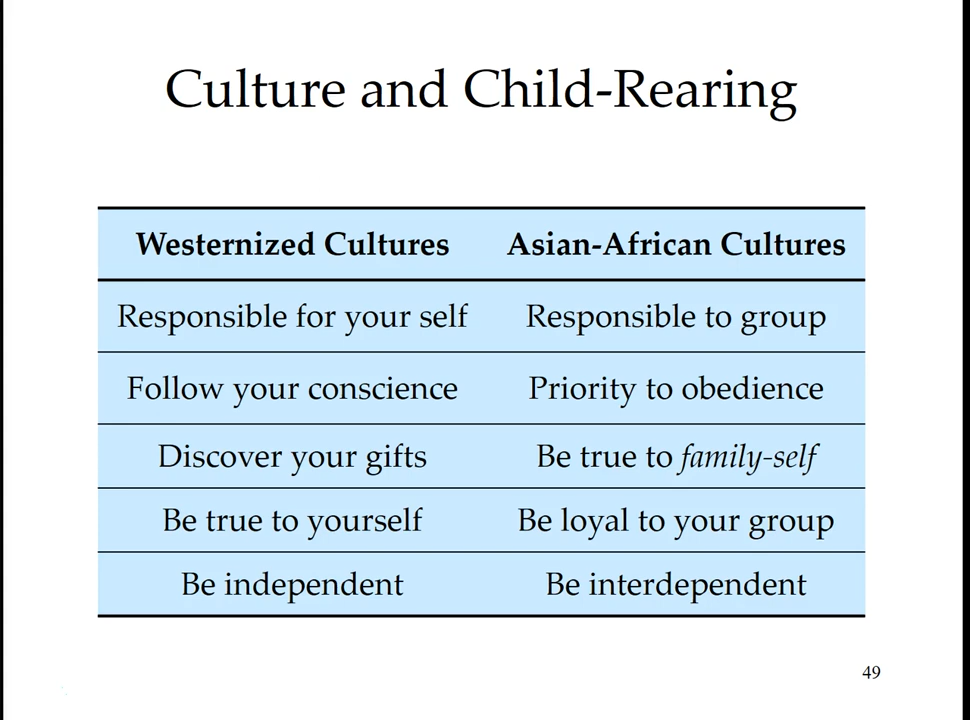 Culture and Child-Rearing
Westernized Cultures Asian-African Cultures
Responsible for your self Responsible to group
Follow your conscience Priority to obedience
Discover your gifts Be true to family-self
Be true to yourself Be loyal to your group
Be independent Be interdependent
49